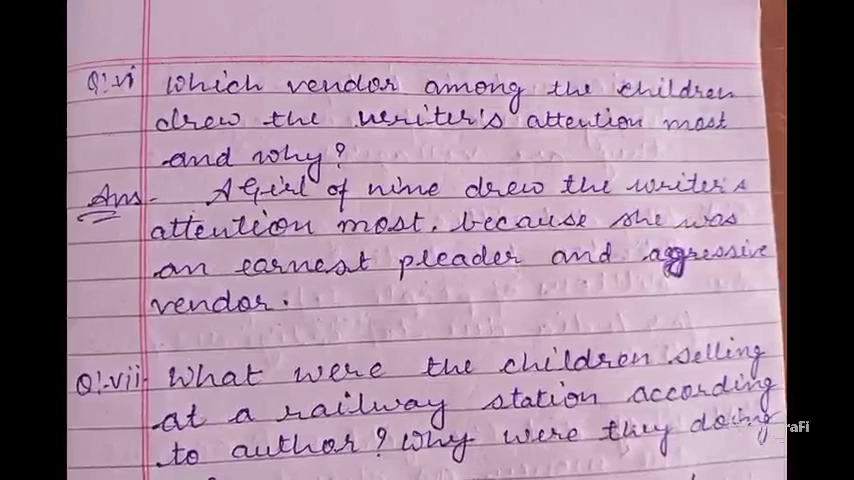 Q:vi which vendor among the children
drew the writer's attention most
and why?
Ans- A Girl of nine drew the writer's
attention most, because she was
an earnest pleader and aggressive
vendor.
Q:-vii- What were the children selling
at a railway station according
to author? Why were they doing